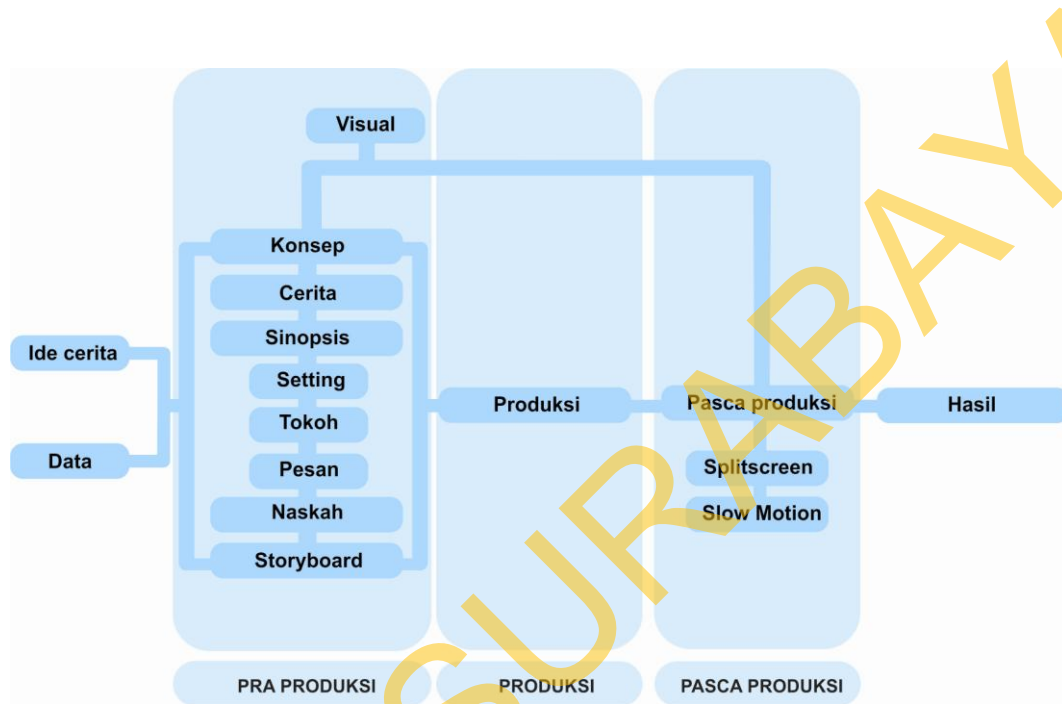 Visual
Konsep
Cerita
Sinopsis
Setting
Tokoh
Pesan
Naskah
Storyboard
Ide cerita
Data
Produksi
Pasca produksi
Splitscreen
Slow Motion
Hasil
PRA PRODUKSI
PRODUKSI
PASCA PRODUKSI
SURABAYA